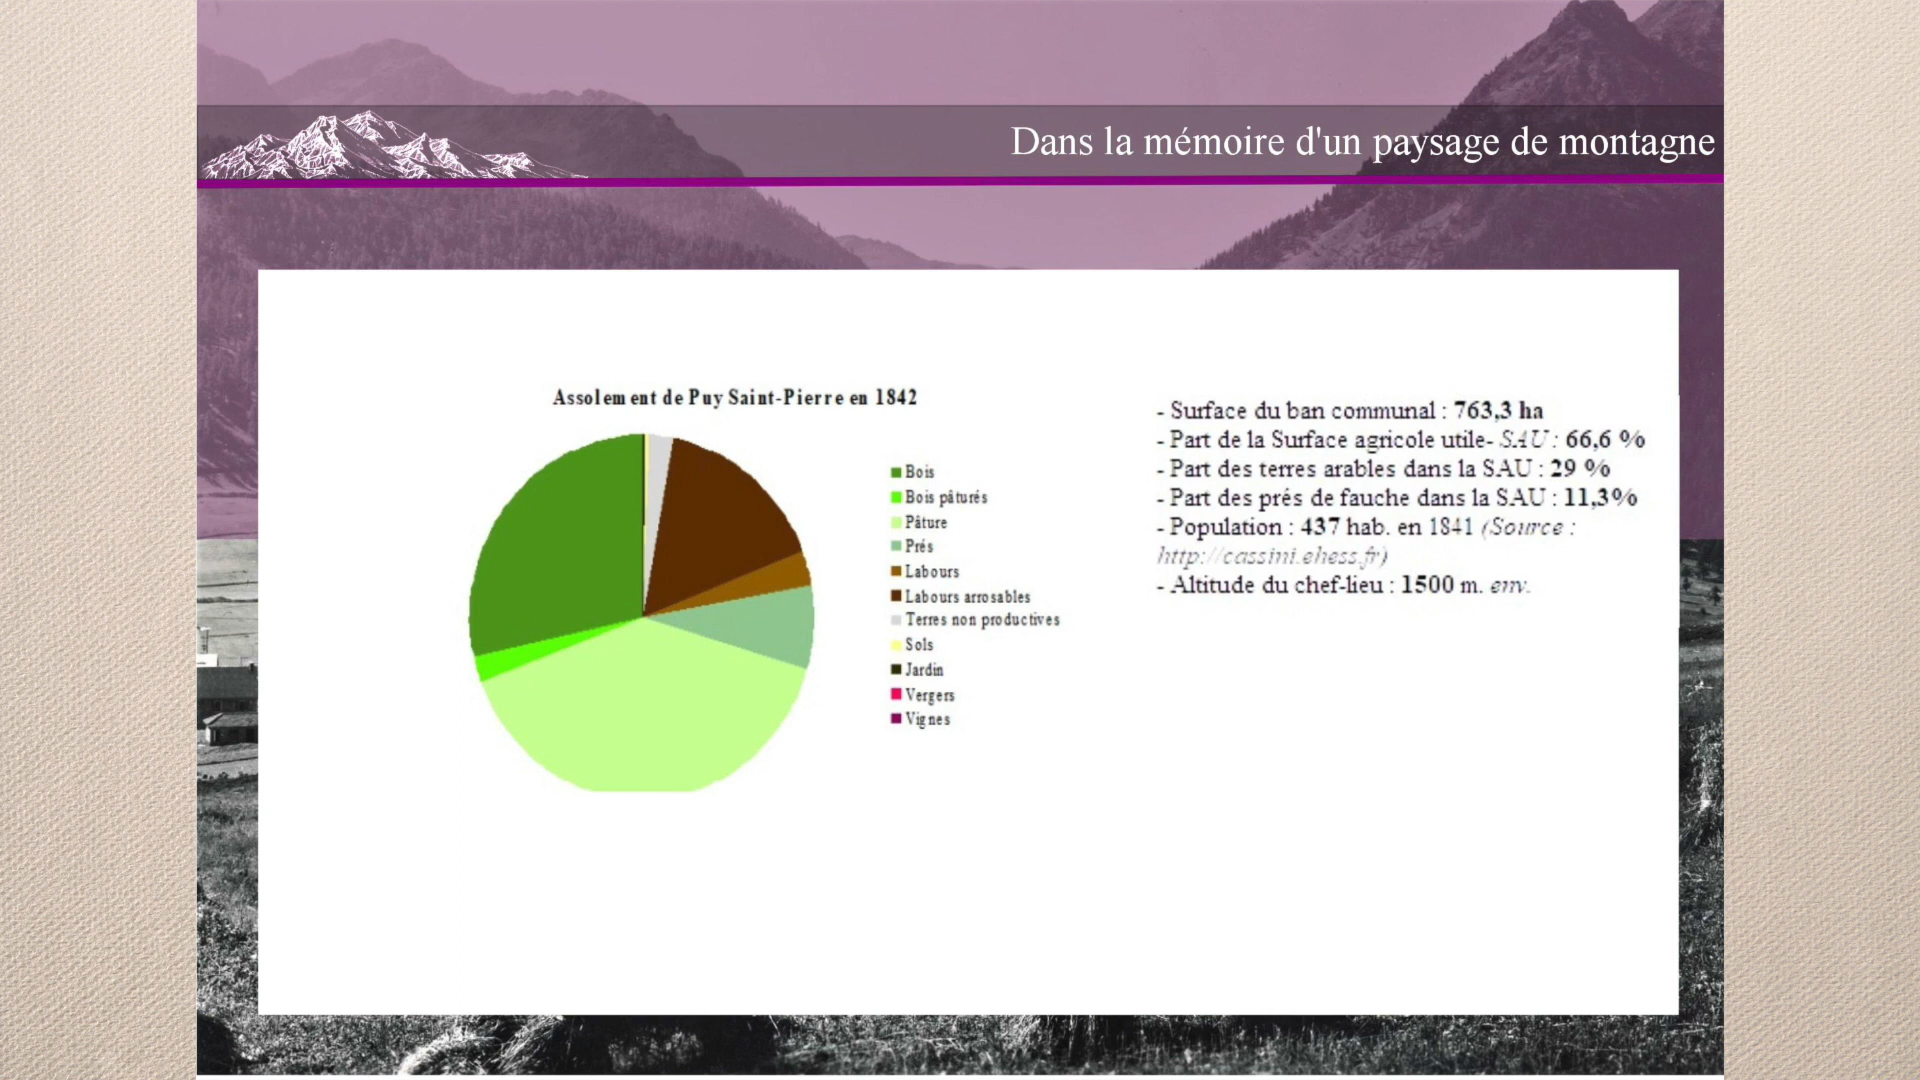 Dans la mémoire d'un paysage de montagne
Assolement de Puy Saint-Pierre en 1842
Bois
Bois pâturés
Pâture
Prés
Labours
Labours arrosables
Terres non productives
Sols
Jardin
Vergers
Vignes
- Surface du ban communal : 763,3 ha
- Part de la Surface agricole utile- SAU : 66,6 %
- Part des terres arables dans la SAU : 29 %
- Part des prés de fauche dans la SAU : 11,3%
- Population : 437 hab. en 1841 (Source :
http://cassini.ehess.fr)
- Altitude du chef-lieu : 1500 m. env.